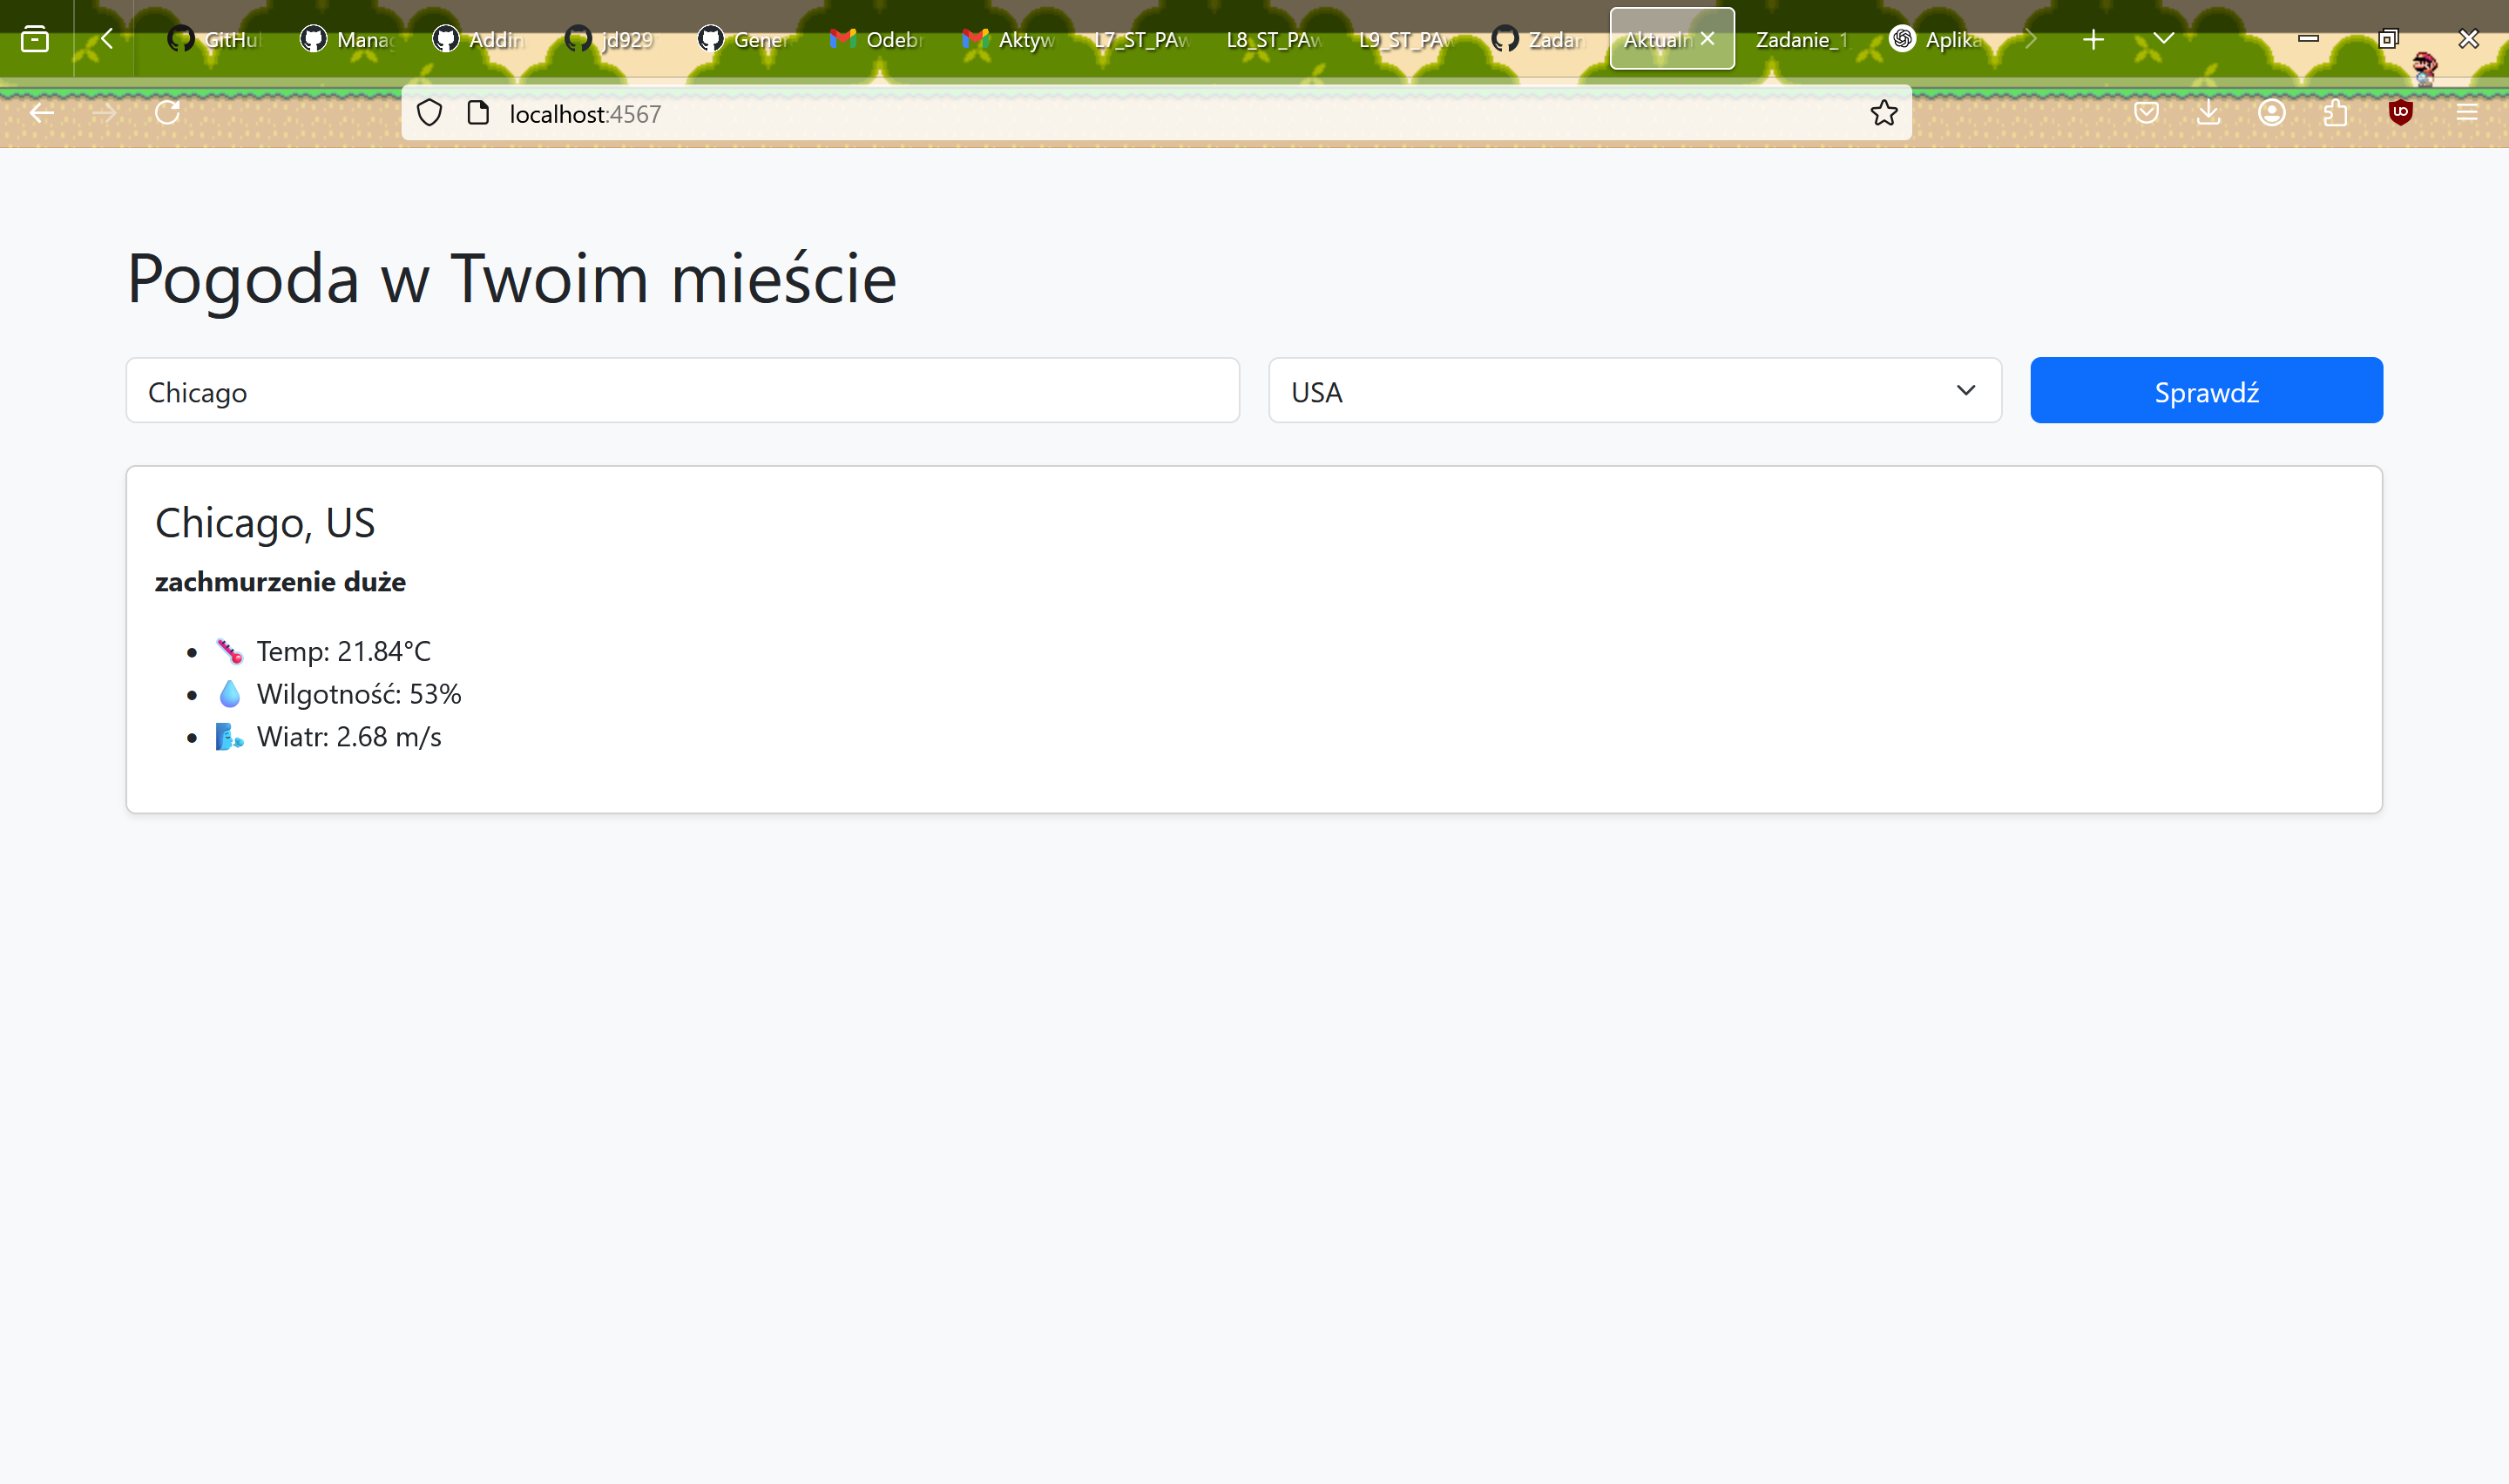 GitHu Manag Addin jd929 Gener Odebr Aktyw L7_ST_PAw L8_ST_PAw L9_ST_PAw Zadan Aktualn Zadanie_1 Aplika
localhost:4567
Pogoda w Twoim mieście
Chicago USA Sprawdź
Chicago, US
zachmurzenie duże
Temp: 21.84°C
Wilgotność: 53%
Wiatr: 2.68 m/s